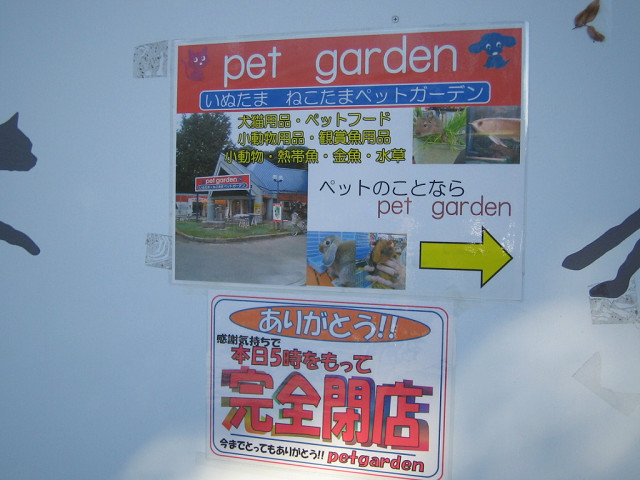 pet garden
いぬたま ねこたまペットガーデン
犬猫用品・ペットフード
小動物用品・観賞魚用品
小動物・熱帯魚・金魚・水草
pet garden
ペットのことなら
pet garden
ありがとう!!
感謝気持ちで
本日5時をもって
完全閉店
今までとってもありがとう!! petgarden